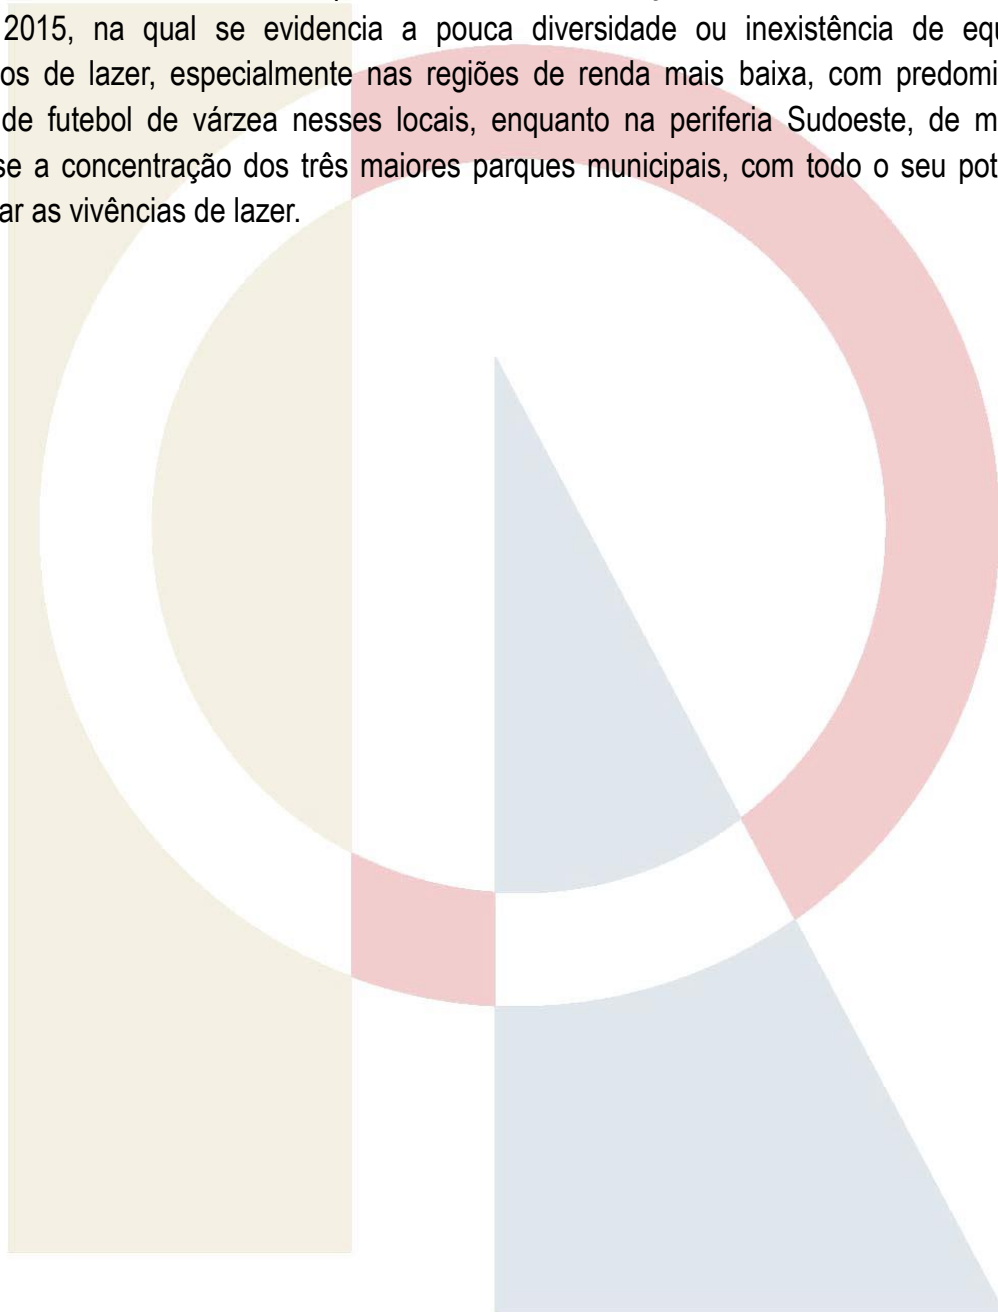 2015, na qual se evidencia a pouca diversidade ou inexistência de equ
os de lazer, especialmente nas regiões de renda mais baixa, com predomi
de futebol de várzea nesses locais, enquanto na periferia Sudoeste, de m
se a concentração dos três maiores parques municipais, com todo o seu pot
ar as vivências de lazer.